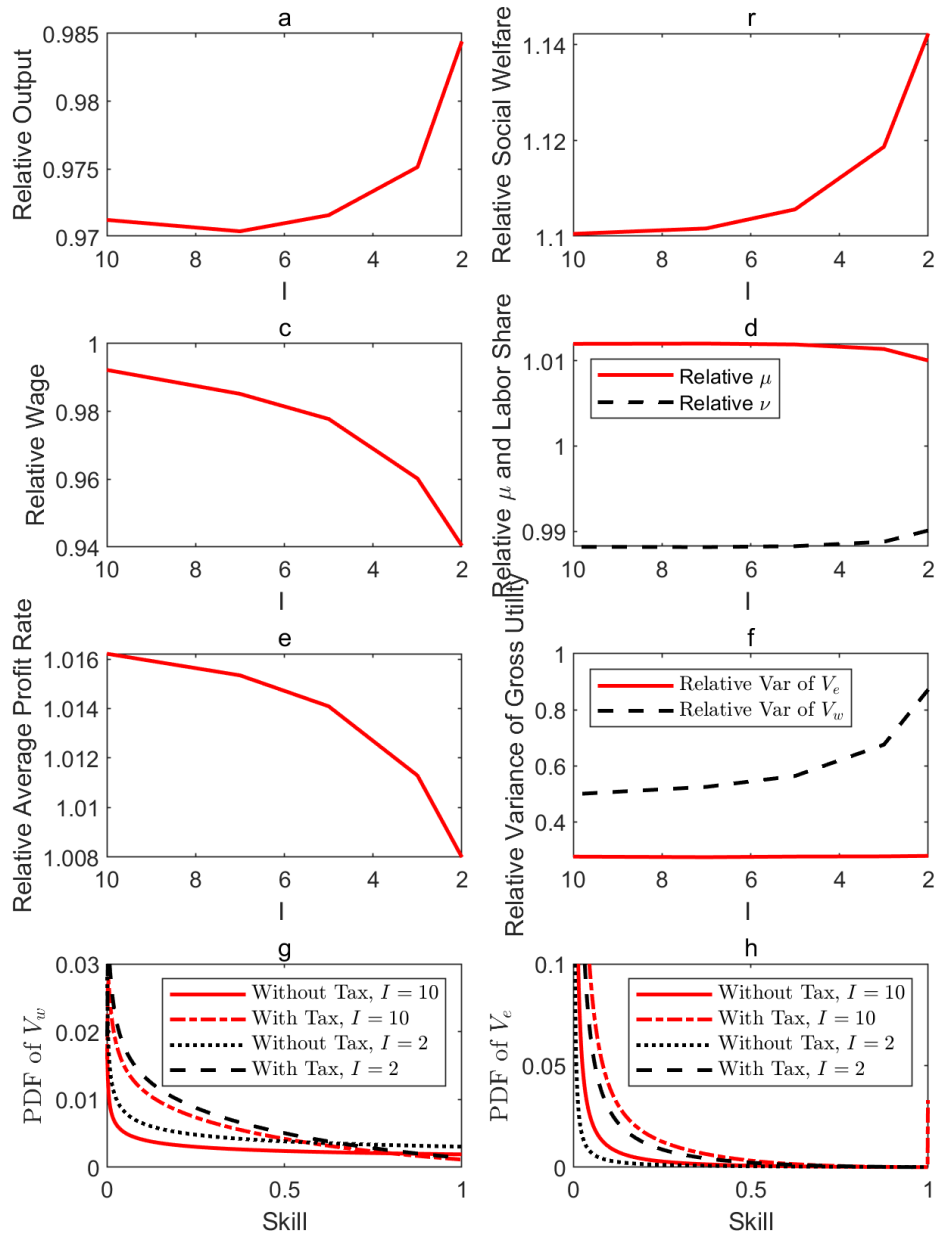 a
0.985
0.98
0.975
0.97
Relative Output
10
8
6
4
2
I
r
1.14
1.12
1.1
Relative Social Welfare
10
8
6
4
2
I
c
1
0.98
0.96
0.94
Relative Wage
10
8
6
4
2
I
d
1.01
1
0.99
Relative μ and Labor Share
Relative μ
Relative ν
10
8
6
4
2
I
e
1.016
1.014
1.012
1.01
1.008
Relative Average Profit Rate
10
8
6
4
2
I
f
1
0.8
0.6
0.4
Relative Variance of Gross Utility
Relative Var of V_e
Relative Var of V_w
10
8
6
4
2
I
g
0.03
0.02
0.01
0
PDF of V_w
Without Tax, I = 10
With Tax, I = 10
Without Tax, I = 2
With Tax, I = 2
0
0.5
1
Skill
h
0.1
0.05
0
PDF of V_e
Without Tax, I = 10
With Tax, I = 10
Without Tax, I = 2
With Tax, I = 2
0
0.5
1
Skill